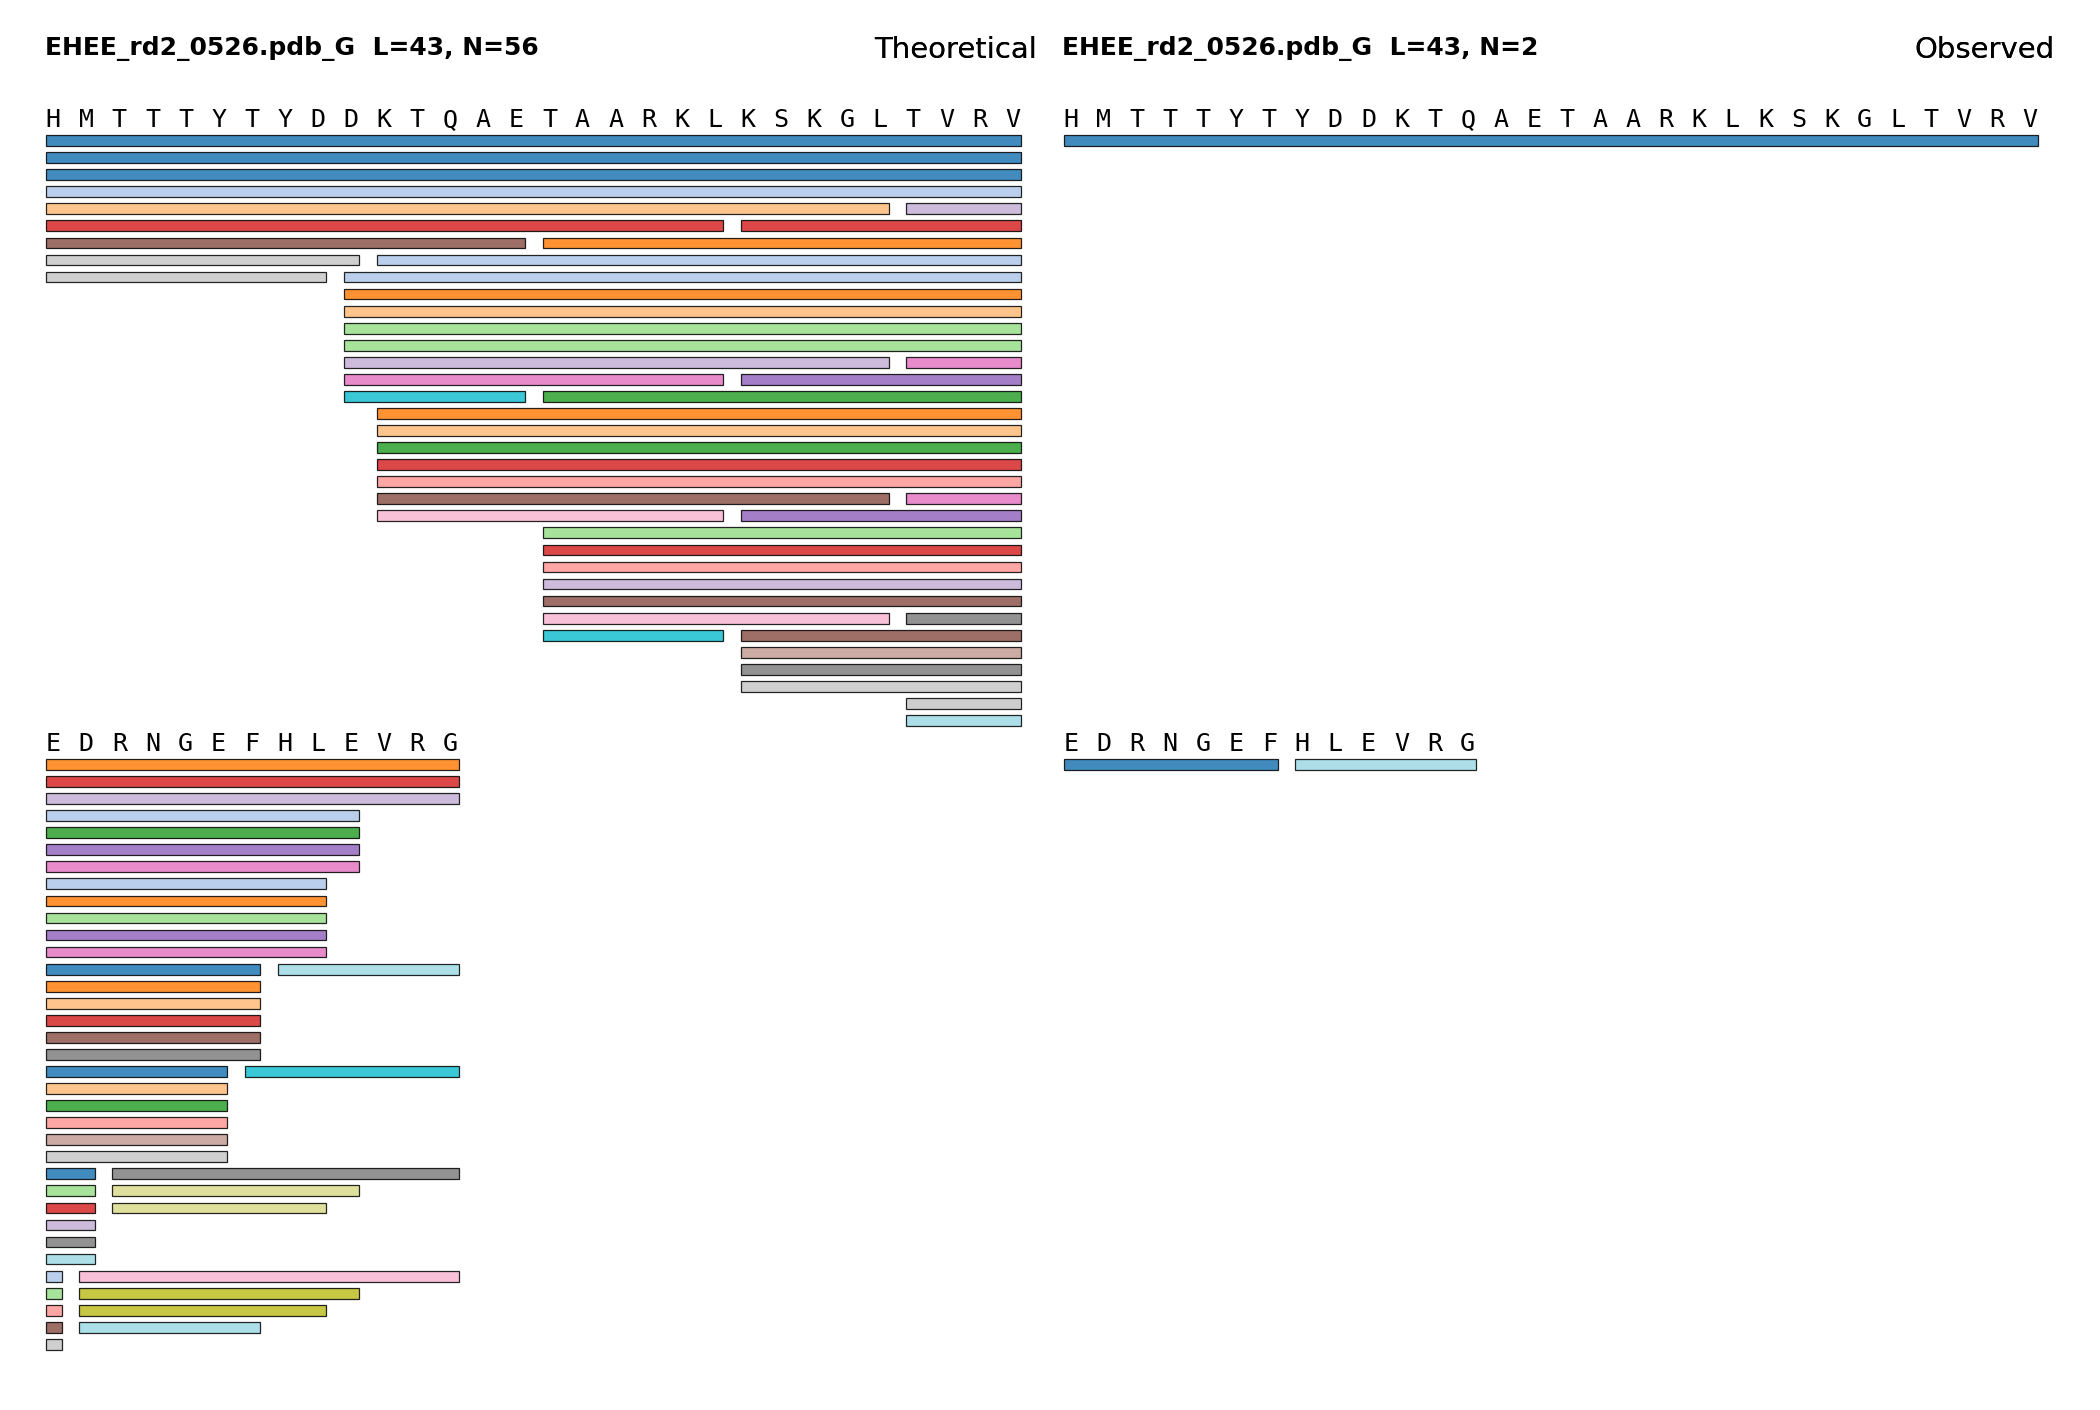 EHEE_rd2_0526.pdb_G L=43, N=56 Theoretical
EHEE_rd2_0526.pdb_G L=43, N=2 Observed
H M T T T Y T Y D D K T Q A E T A A R K L K S K G L T V R V
H M T T T Y T Y D D K T Q A E T A A R K L K S K G L T V R V
E D R N G E F H L E V R G
E D R N G E F H L E V R G